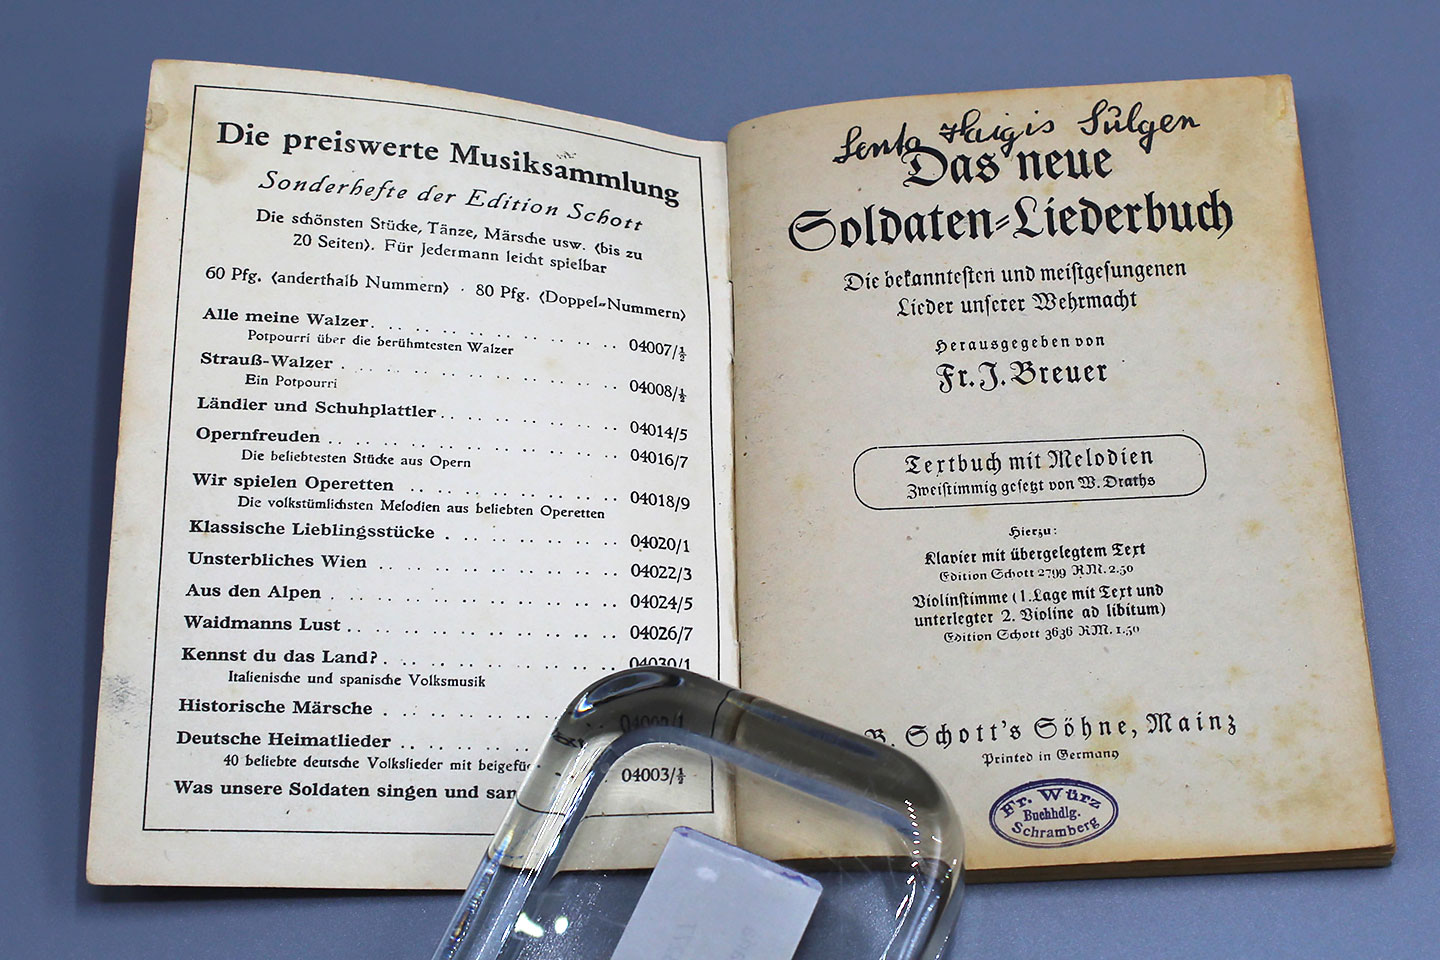 Die preiswerte Musiksammlung
Sonderhefte der Edition Schott
Die schönsten Stücke, Tänze, Märsche usw. (bis zu
20 Seiten). Für Jedermann leicht spielbar
60 Pfg. (anderthalb Nummern) · 80 Pfg. (Doppel-Nummern)
Alle meine Walzer . . . . . . . . . . . . 04007/½
Potpourri über die berühmtesten Walzer
Strauß-Walzer . . . . . . . . . . . . . . 04008/½
Ein Potpourri
Ländler und Schuhplattler . . . . . . . . . 04014/5
Opernfreuden . . . . . . . . . . . . . . 04016/7
Die beliebtesten Stücke aus Opern
Wir spielen Operetten . . . . . . . . . . . 04018/9
Die volkstümlichsten Melodien aus beliebten Operetten
Klassische Lieblingsstücke . . . . . . . . . 04020/1
Unsterbliches Wien . . . . . . . . . . . . 04022/3
Aus den Alpen . . . . . . . . . . . . . . 04024/5
Waidmanns Lust . . . . . . . . . . . . . 04026/7
Kennst du das Land? . . . . . . . . . . . . 04030/1
Italienische und spanische Volksmusik
Historische Märsche . . . . . . . . 04002/1
Deutsche Heimatlieder . . . . . .
40 beliebte deutsche Volkslieder mit 04003/½
Was unsere Soldaten singen und
Senta Haigis Sulgen
Das neue
Soldaten-Liederbuch
Die bekanntesten und meistgesungenen
Lieder unserer Wehrmacht
Herausgegeben von
Fr. J. Breuer
Textbuch mit Melodien
Zweistimmig gesetzt von W. Draths
Hierzu:
Klavier mit übergelegtem Text
Edition Schott 2799 RM. 2.50
Violinstimme (1. Lage mit Text und
unterlegter 2. Violine ad libitum)
Edition Schott 3636 RM. 1.50
B. Schott's Söhne, Mainz
Printed in Germany
Fr. Würz
Buchhdlg.
Schramberg